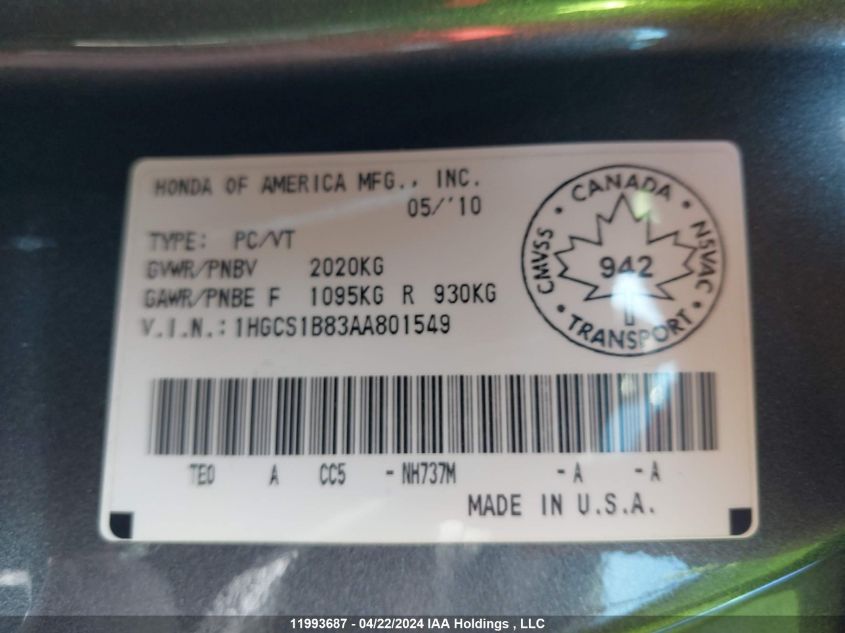 HONDA OF AMERICA MFG., INC.
05/'10
TYPE: PC/VT
GVWR/PNBV 2020KG
GAWR/PNBE F 1095KG R 930KG
V.I.N.: 1HGCS1B83AA801549
CANADA
CMVSS
942
NSVAC
TRANSPORT
TE0 A CC5 - NH737M - A - A
MADE IN U.S.A.
11993687 - 04/22/2024 IAA Holdings , LLC